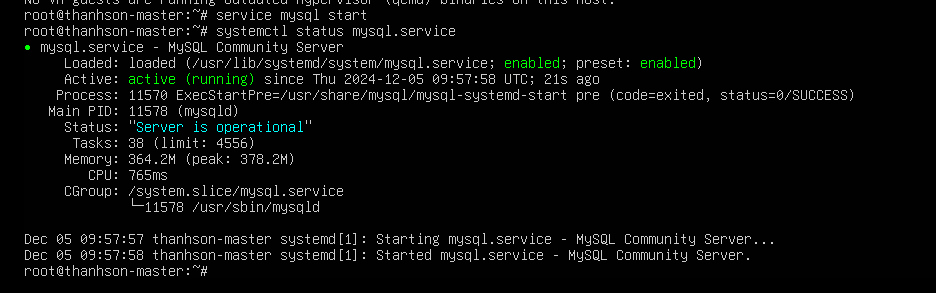 No VM guests are running outdated hypervisor (qemu) binaries on this host.
root@thanhson-master:~# service mysql start
root@thanhson-master:~# systemctl status mysql.service
● mysql.service - MySQL Community Server
Loaded: loaded (/usr/lib/systemd/system/mysql.service; enabled; preset: enabled)
Active: active (running) since Thu 2024-12-05 09:57:58 UTC; 21s ago
Process: 11570 ExecStartPre=/usr/share/mysql/mysql-systemd-start pre (code=exited, status=0/SUCCESS)
Main PID: 11578 (mysqld)
Status: "Server is operational"
Tasks: 38 (limit: 4556)
Memory: 364.2M (peak: 378.2M)
CPU: 765ms
CGroup: /system.slice/mysql.service
└─11578 /usr/sbin/mysqld
Dec 05 09:57:57 thanhson-master systemd[1]: Starting mysql.service - MySQL Community Server...
Dec 05 09:57:58 thanhson-master systemd[1]: Started mysql.service - MySQL Community Server.
root@thanhson-master:~#